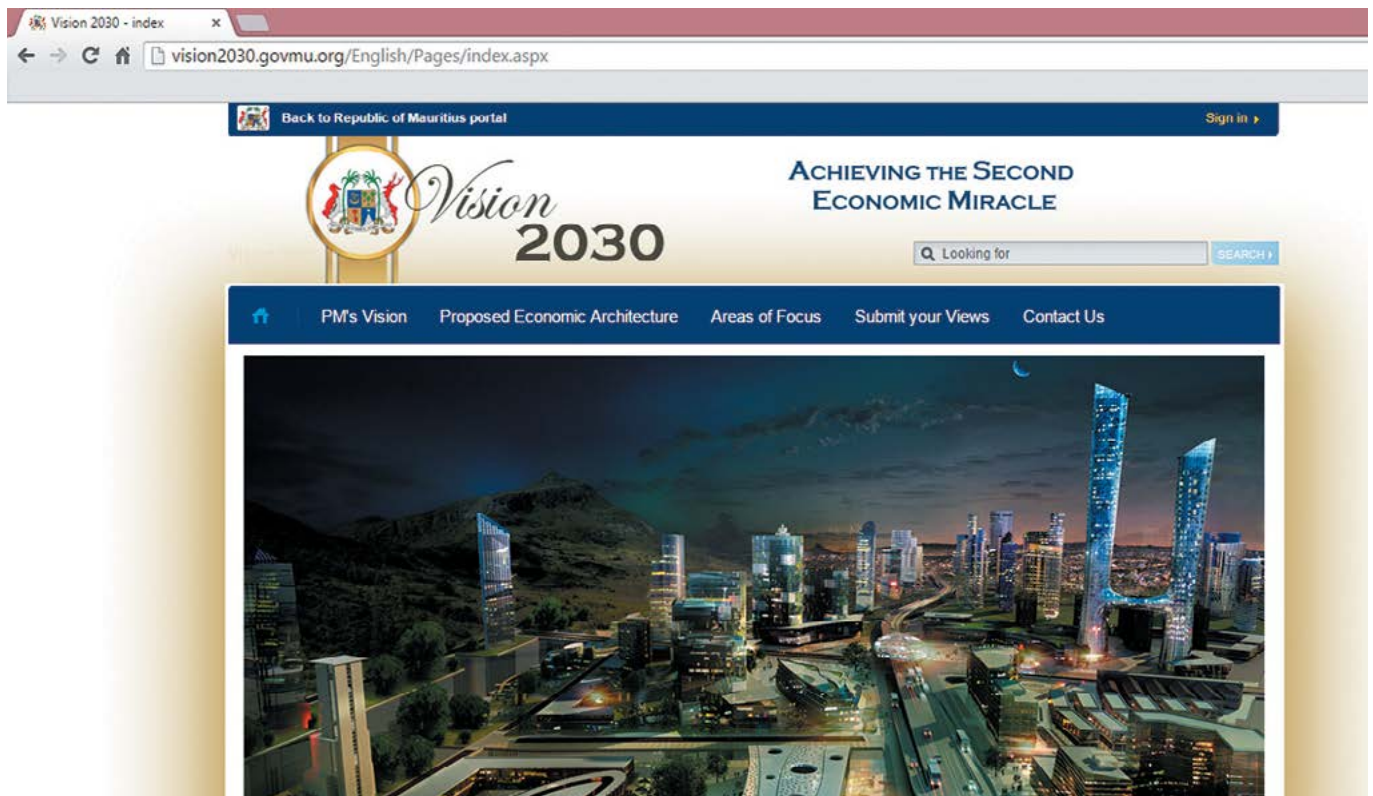 Vision 2030 - index
vision2030.govmu.org/English/Pages/index.aspx
Back to Republic of Mauritius portal
Sign in
Vision
2030
ACHIEVING THE SECOND
ECONOMIC MIRACLE
Looking for
SEARCH
PM's Vision Proposed Economic Architecture Areas of Focus Submit your Views Contact Us